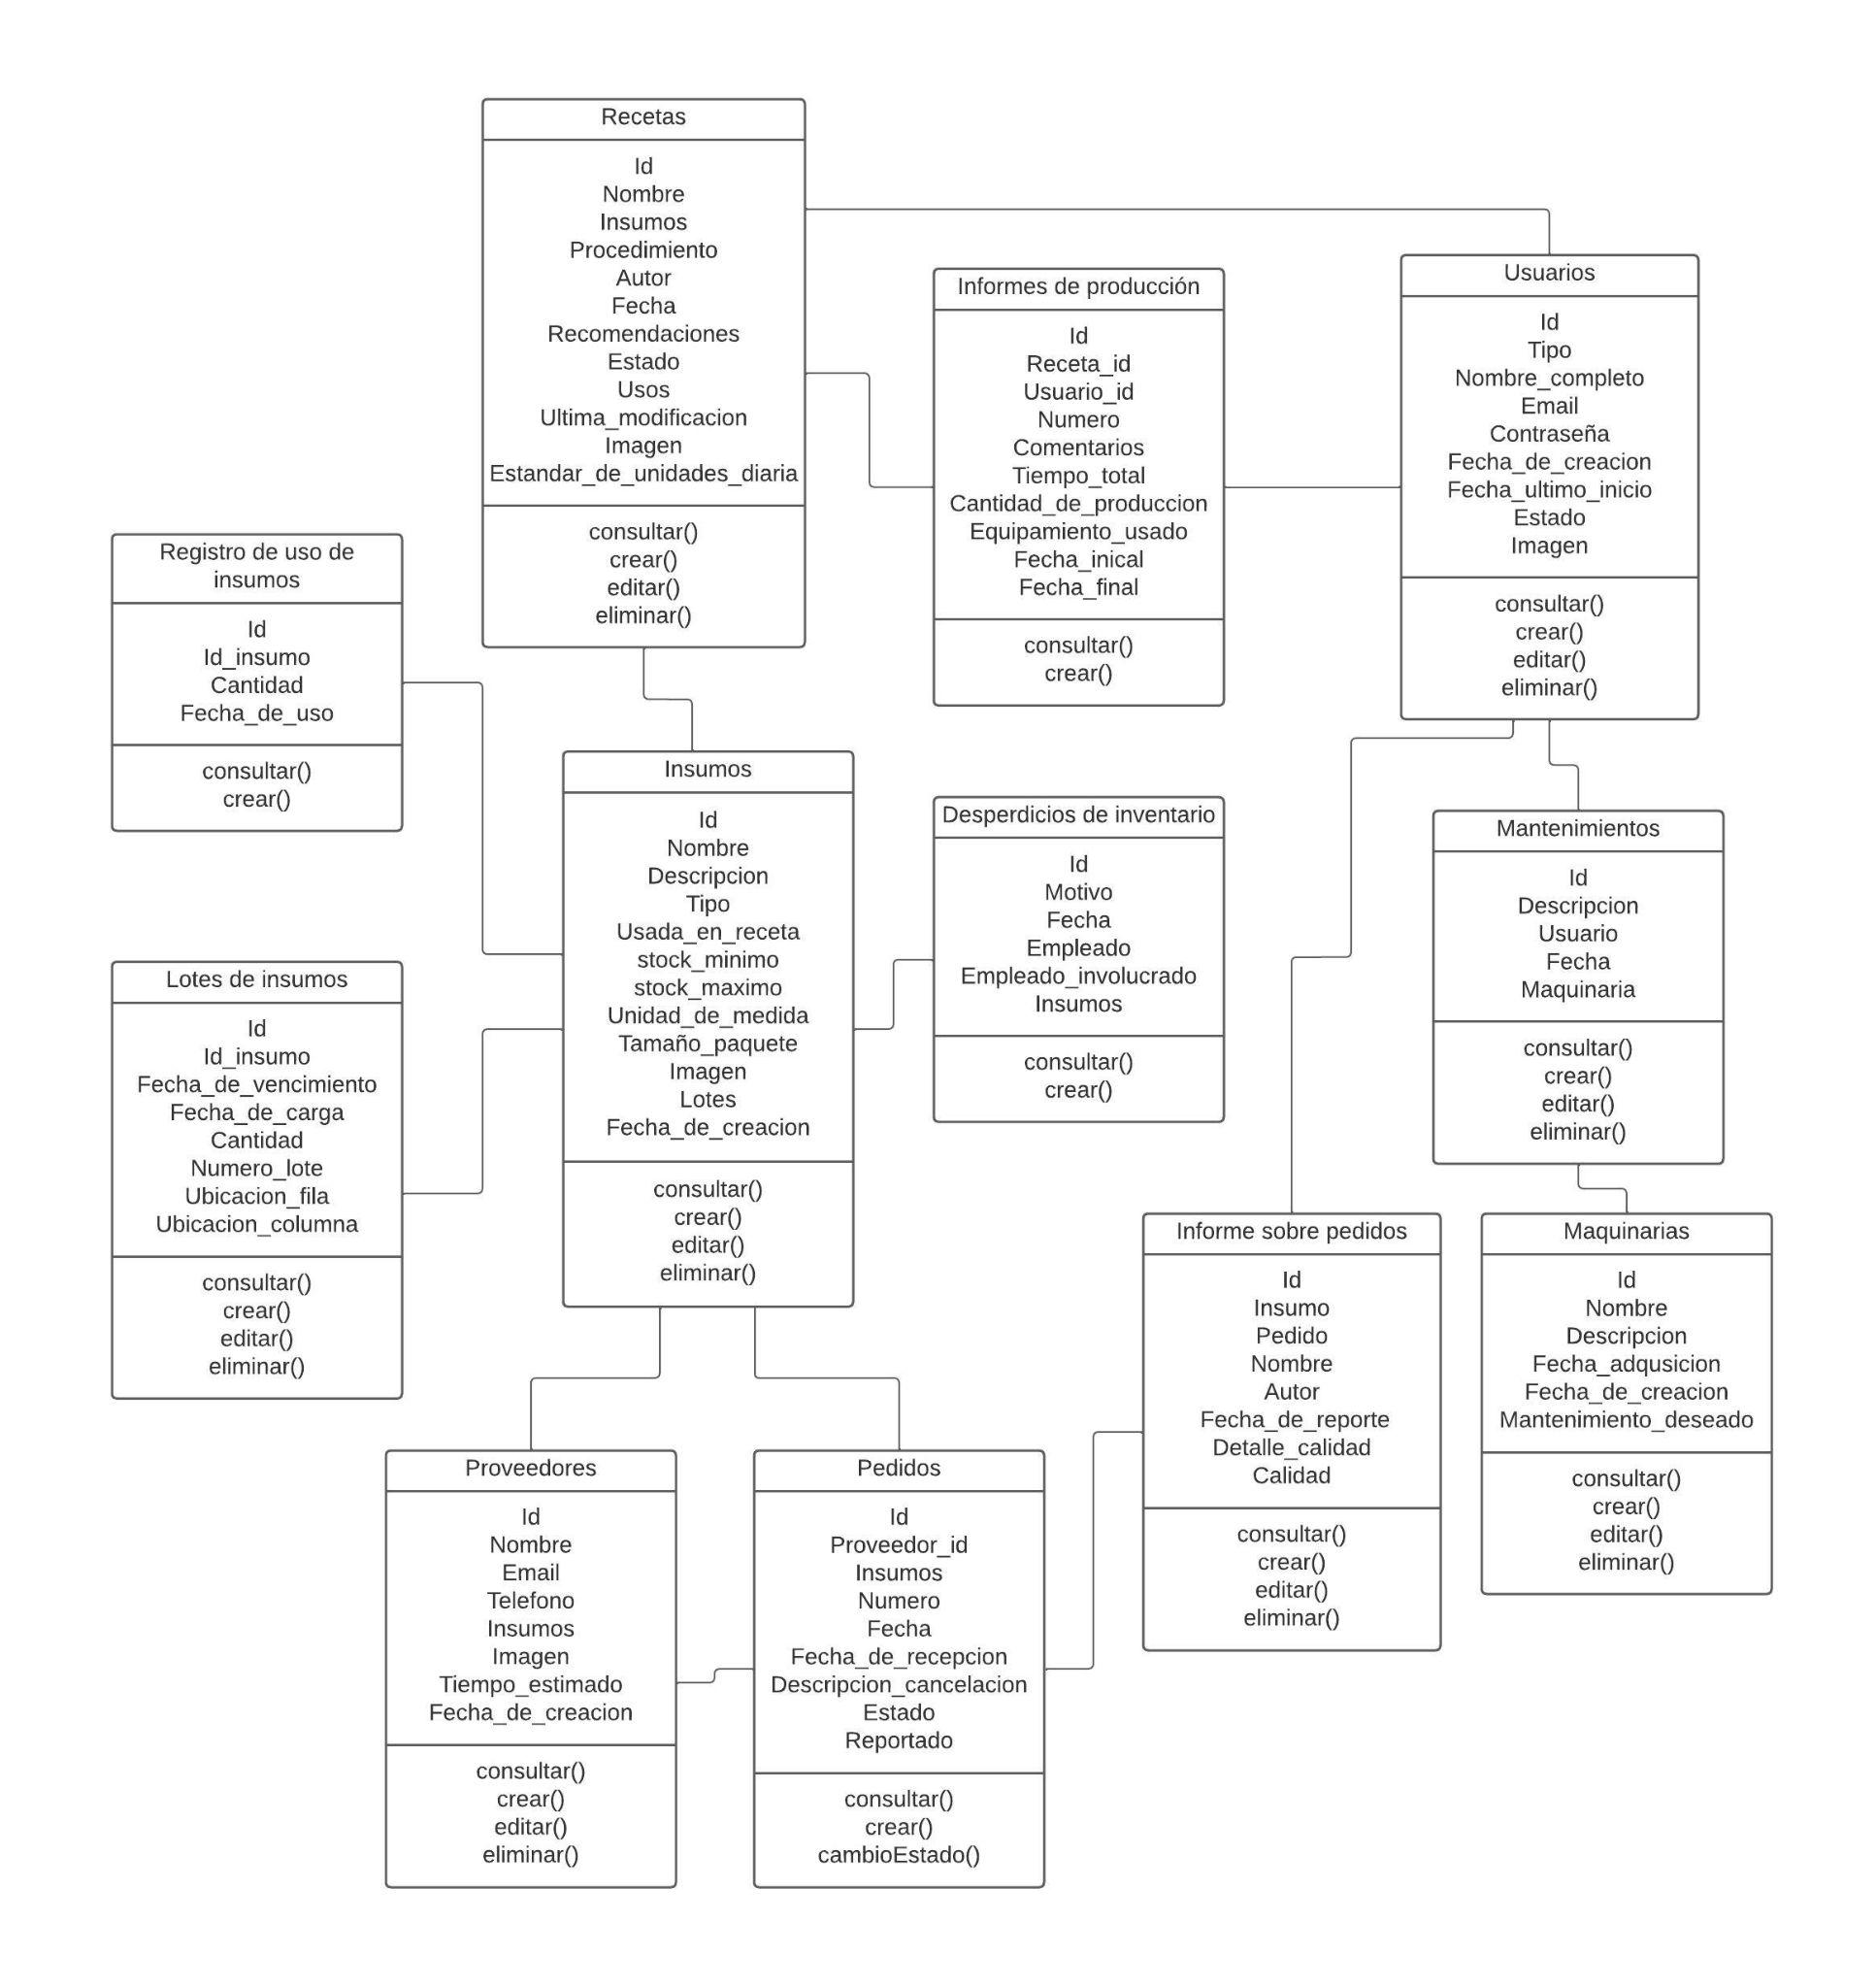 Recetas
Id
Nombre
Insumos
Procedimiento
Autor
Fecha
Recomendaciones
Estado
Usos
Ultima_modificacion
Imagen
Estandar_de_unidades_diaria
consultar()
crear()
editar()
eliminar()
Informes de producción
Id
Receta_id
Usuario_id
Numero
Comentarios
Tiempo_total
Cantidad_de_produccion
Equipamiento_usado
Fecha_inical
Fecha_final
consultar()
crear()
Usuarios
Id
Tipo
Nombre_completo
Email
Contraseña
Fecha_de_creacion
Fecha_ultimo_inicio
Estado
Imagen
consultar()
crear()
editar()
eliminar()
Registro de uso de
insumos
Id
Id_insumo
Cantidad
Fecha_de_uso
consultar()
crear()
Insumos
Id
Nombre
Descripcion
Tipo
Usada_en_receta
stock_minimo
stock_maximo
Unidad_de_medida
Tamaño_paquete
Imagen
Lotes
Fecha_de_creacion
consultar()
crear()
editar()
eliminar()
Desperdicios de inventario
Id
Motivo
Fecha
Empleado
Empleado_involucrado
Insumos
consultar()
crear()
Mantenimientos
Id
Descripcion
Usuario
Fecha
Maquinaria
consultar()
crear()
editar()
eliminar()
Lotes de insumos
Id
Id_insumo
Fecha_de_vencimiento
Fecha_de_carga
Cantidad
Numero_lote
Ubicacion_fila
Ubicacion_columna
consultar()
crear()
editar()
eliminar()
Informe sobre pedidos
Id
Insumo
Pedido
Nombre
Autor
Fecha_de_reporte
Detalle_calidad
Calidad
consultar()
crear()
editar()
eliminar()
Maquinarias
Id
Nombre
Descripcion
Fecha_adqusicion
Fecha_de_creacion
Mantenimiento_deseado
consultar()
crear()
editar()
eliminar()
Proveedores
Id
Nombre
Email
Telefono
Insumos
Imagen
Tiempo_estimado
Fecha_de_creacion
consultar()
crear()
editar()
eliminar()
Pedidos
Id
Proveedor_id
Insumos
Numero
Fecha
Fecha_de_recepcion
Descripcion_cancelacion
Estado
Reportado
consultar()
crear()
cambioEstado()